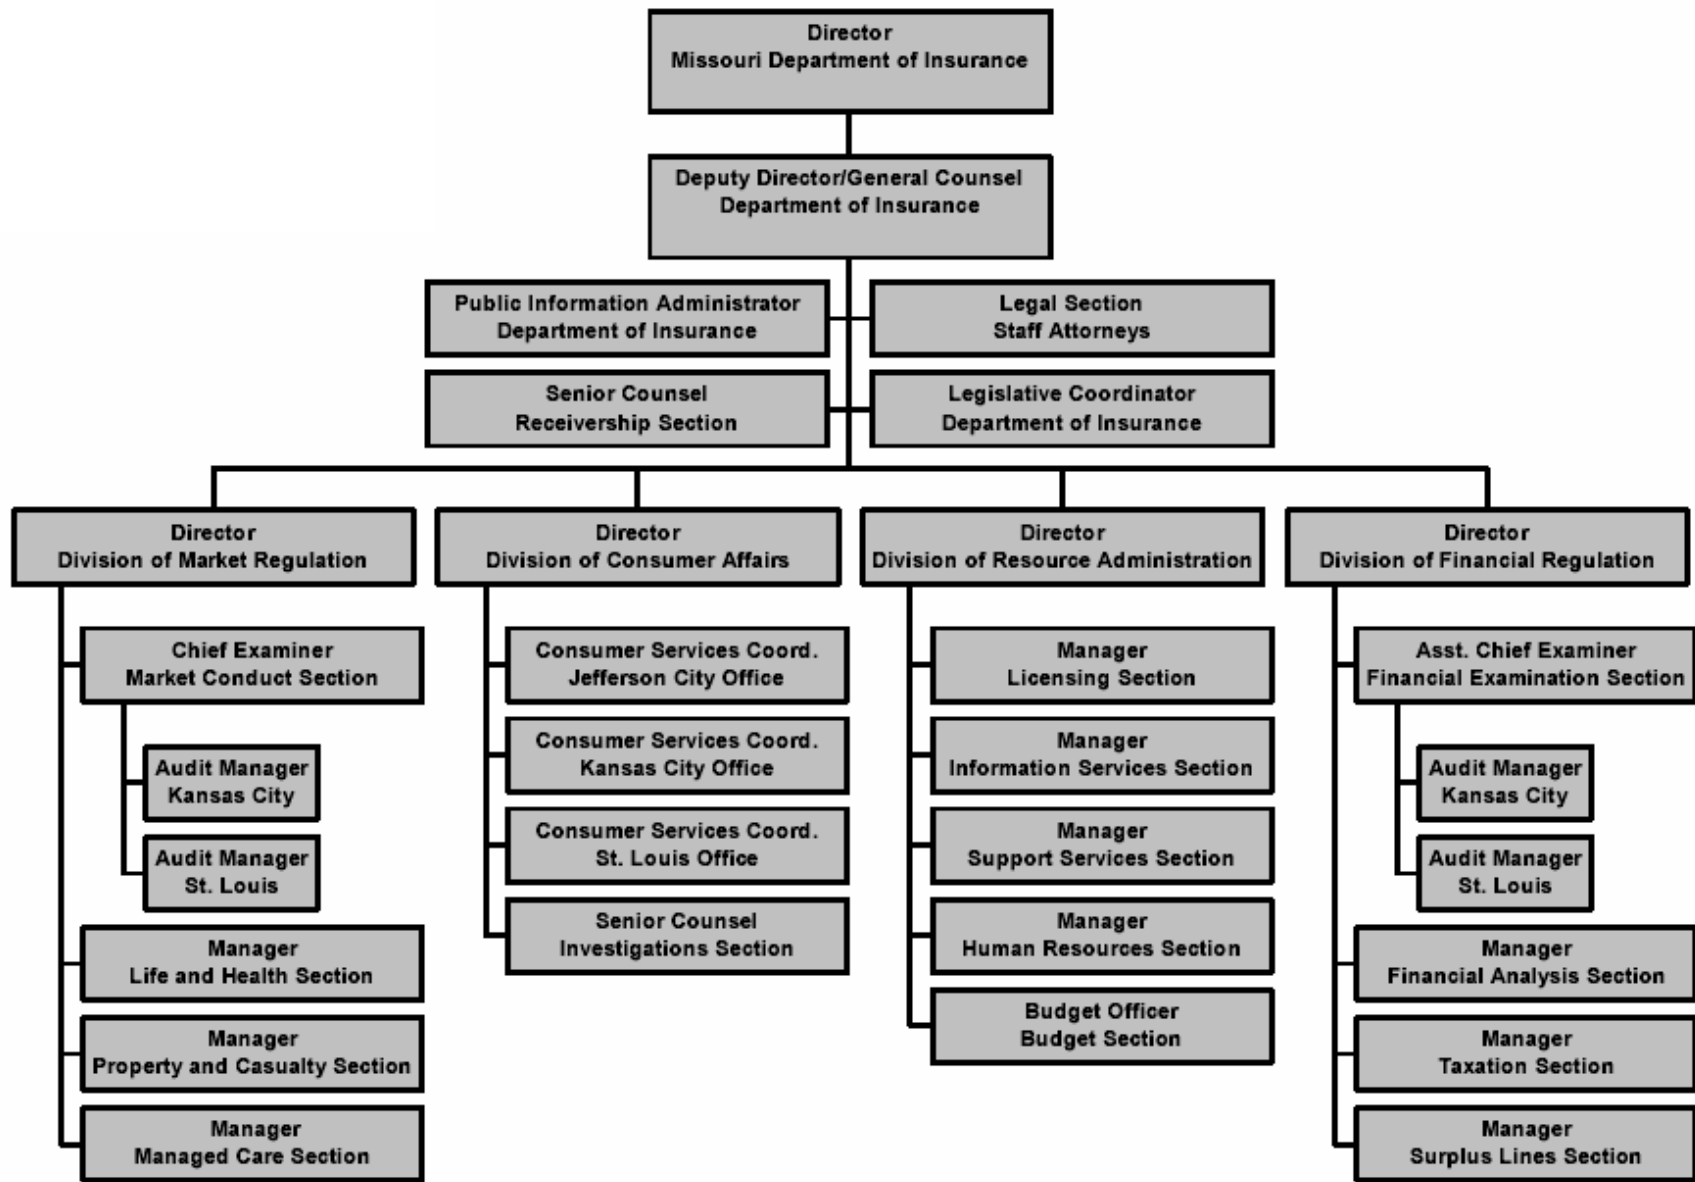 Director
Missouri Department of Insurance
Deputy Director/General Counsel
Department of Insurance
Public Information Administrator
Department of Insurance
Legal Section
Staff Attorneys
Senior Counsel
Receivership Section
Legislative Coordinator
Department of Insurance
Director
Division of Market Regulation
Chief Examiner
Market Conduct Section
Audit Manager
Kansas City
Audit Manager
St. Louis
Manager
Life and Health Section
Manager
Property and Casualty Section
Manager
Managed Care Section
Director
Division of Consumer Affairs
Consumer Services Coord.
Jefferson City Office
Consumer Services Coord.
Kansas City Office
Consumer Services Coord.
St. Louis Office
Senior Counsel
Investigations Section
Director
Division of Resource Administration
Manager
Licensing Section
Manager
Information Services Section
Manager
Support Services Section
Manager
Human Resources Section
Budget Officer
Budget Section
Director
Division of Financial Regulation
Asst. Chief Examiner
Financial Examination Section
Audit Manager
Kansas City
Audit Manager
St. Louis
Manager
Financial Analysis Section
Manager
Taxation Section
Manager
Surplus Lines Section